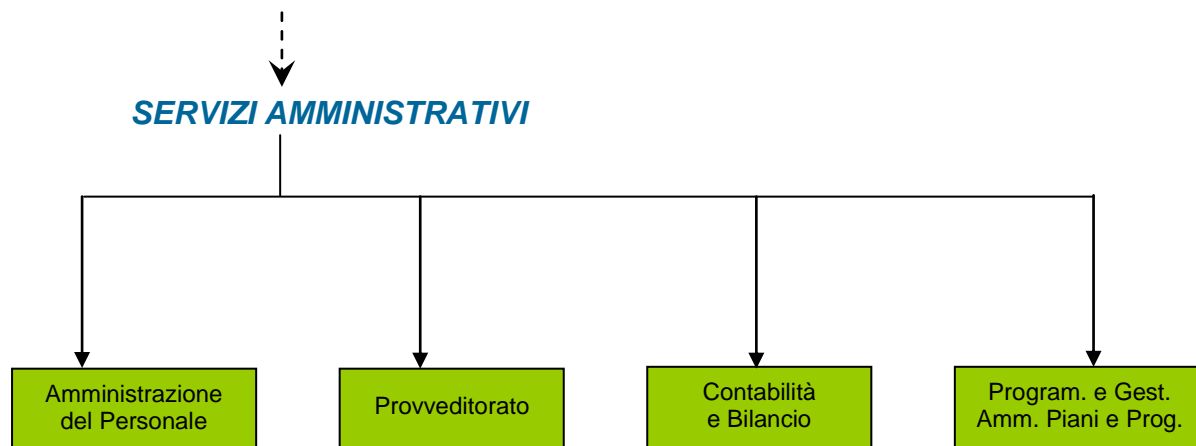 SERVIZI AMMINISTRATIVI
Amministrazione
del Personale
Provveditorato
Contabilità
e Bilancio
Program. e Gest.
Amm. Piani e Prog.